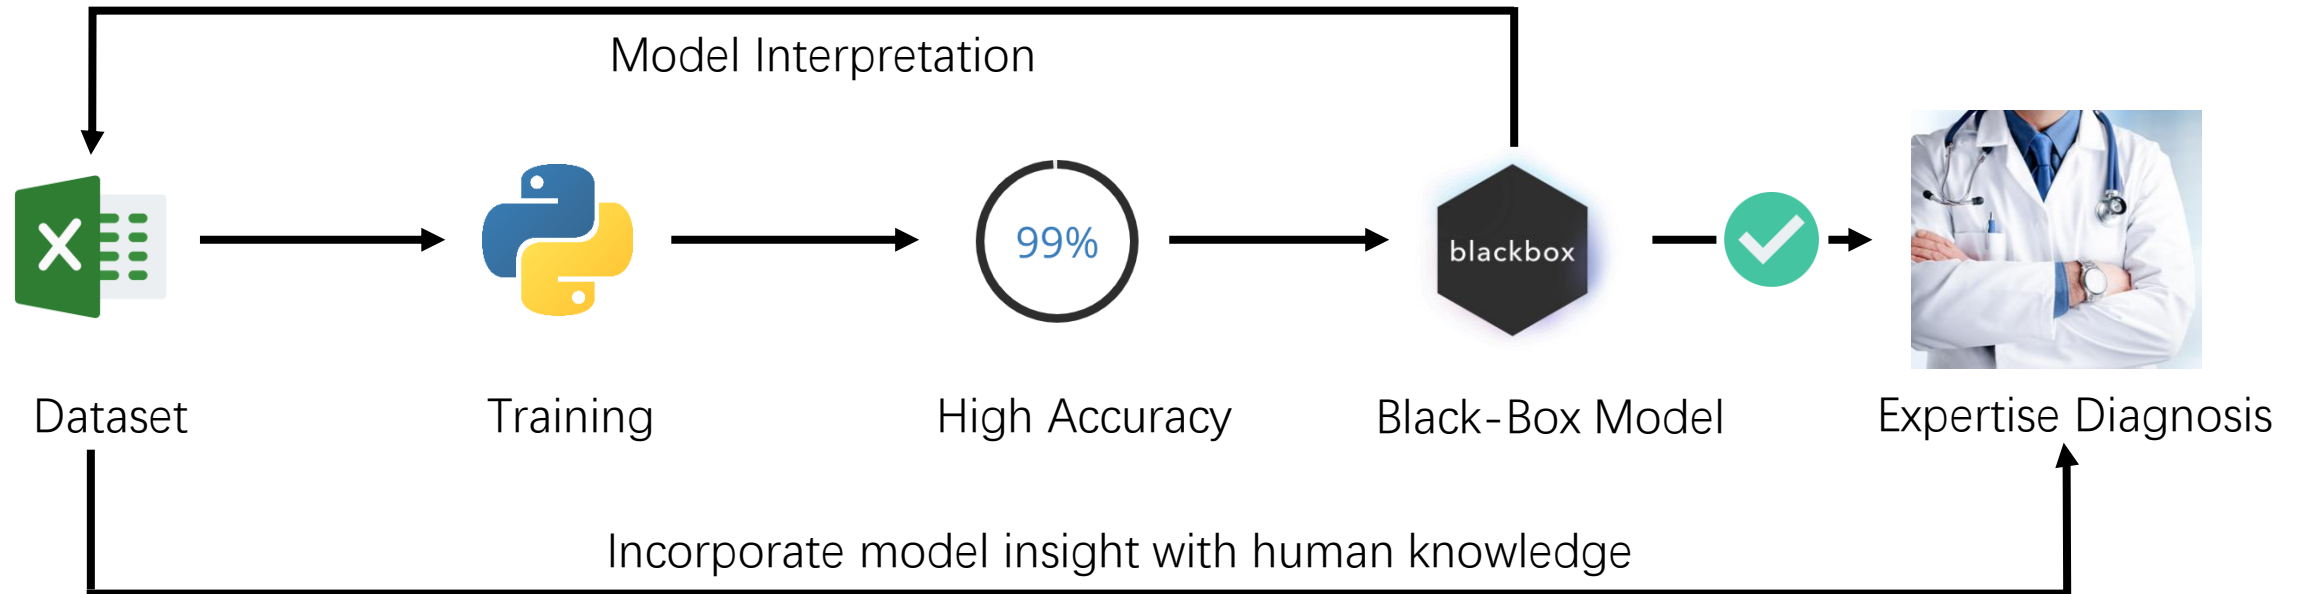 Model Interpretation
X
99%
blackbox
Dataset
Training
High Accuracy
Black-Box Model
Expertise Diagnosis
Incorporate model insight with human knowledge